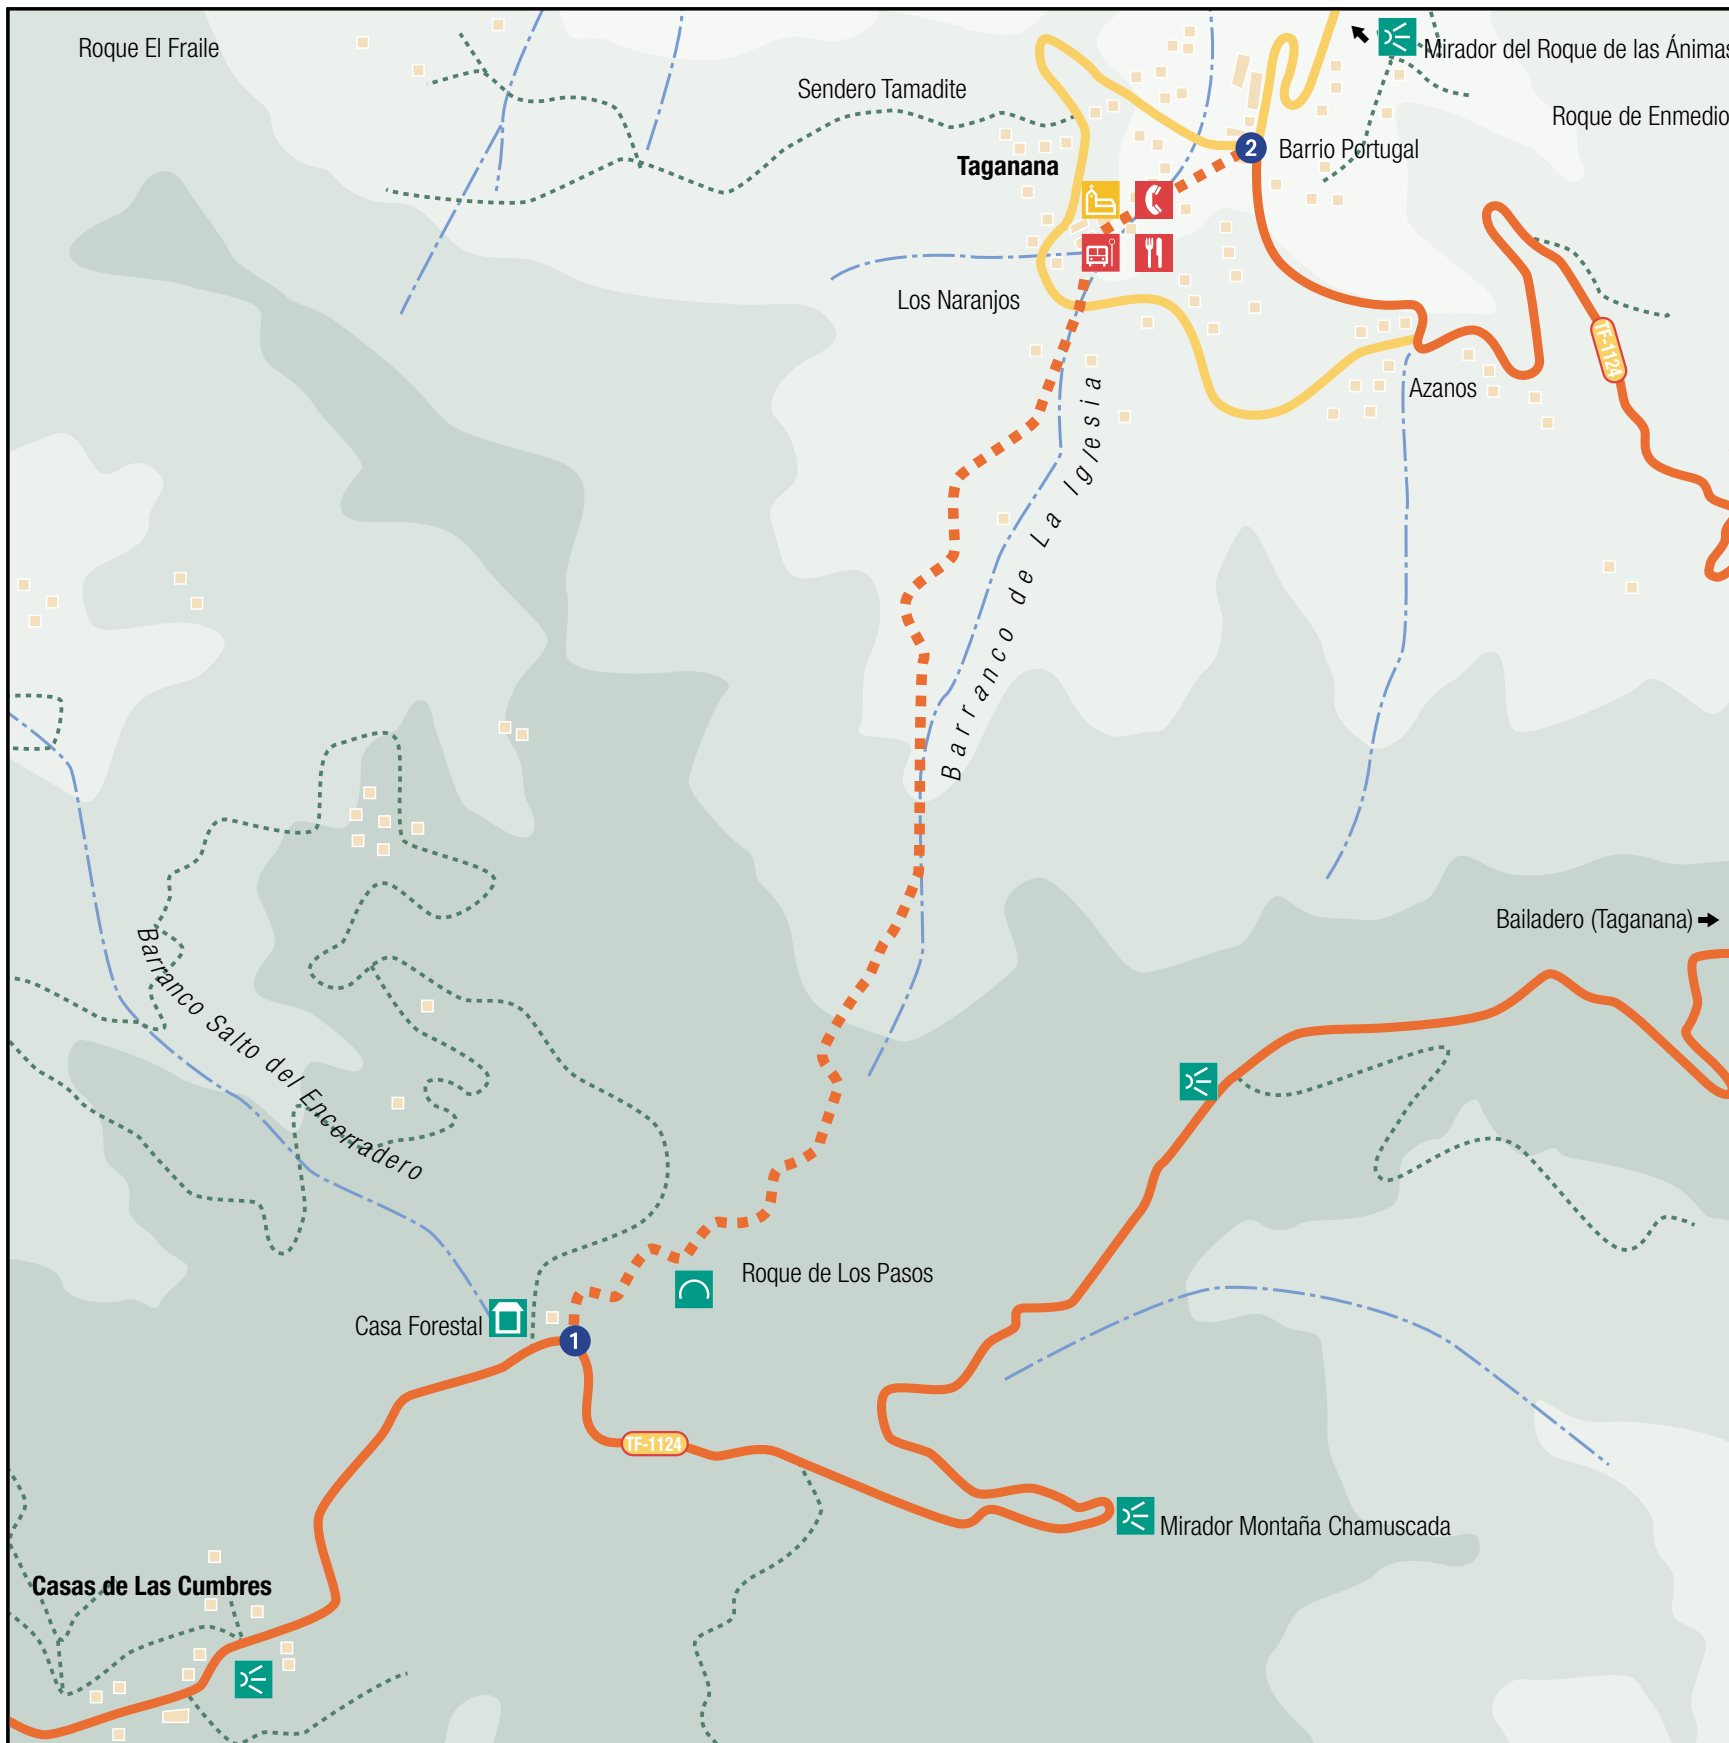 Roque El Fraile
Mirador del Roque de las Ánimas
Sendero Tamadite
Roque de Enmedio
2
Barrio Portugal
Taganana
Los Naranjos
TF-1124
Azanos
Barranco de La Iglesia
Bailadero (Taganana)
Barranco Salto del Encerradero
Roque de Los Pasos
Casa Forestal
1
TF-1124
Mirador Montaña Chamuscada
Casas de Las Cumbres